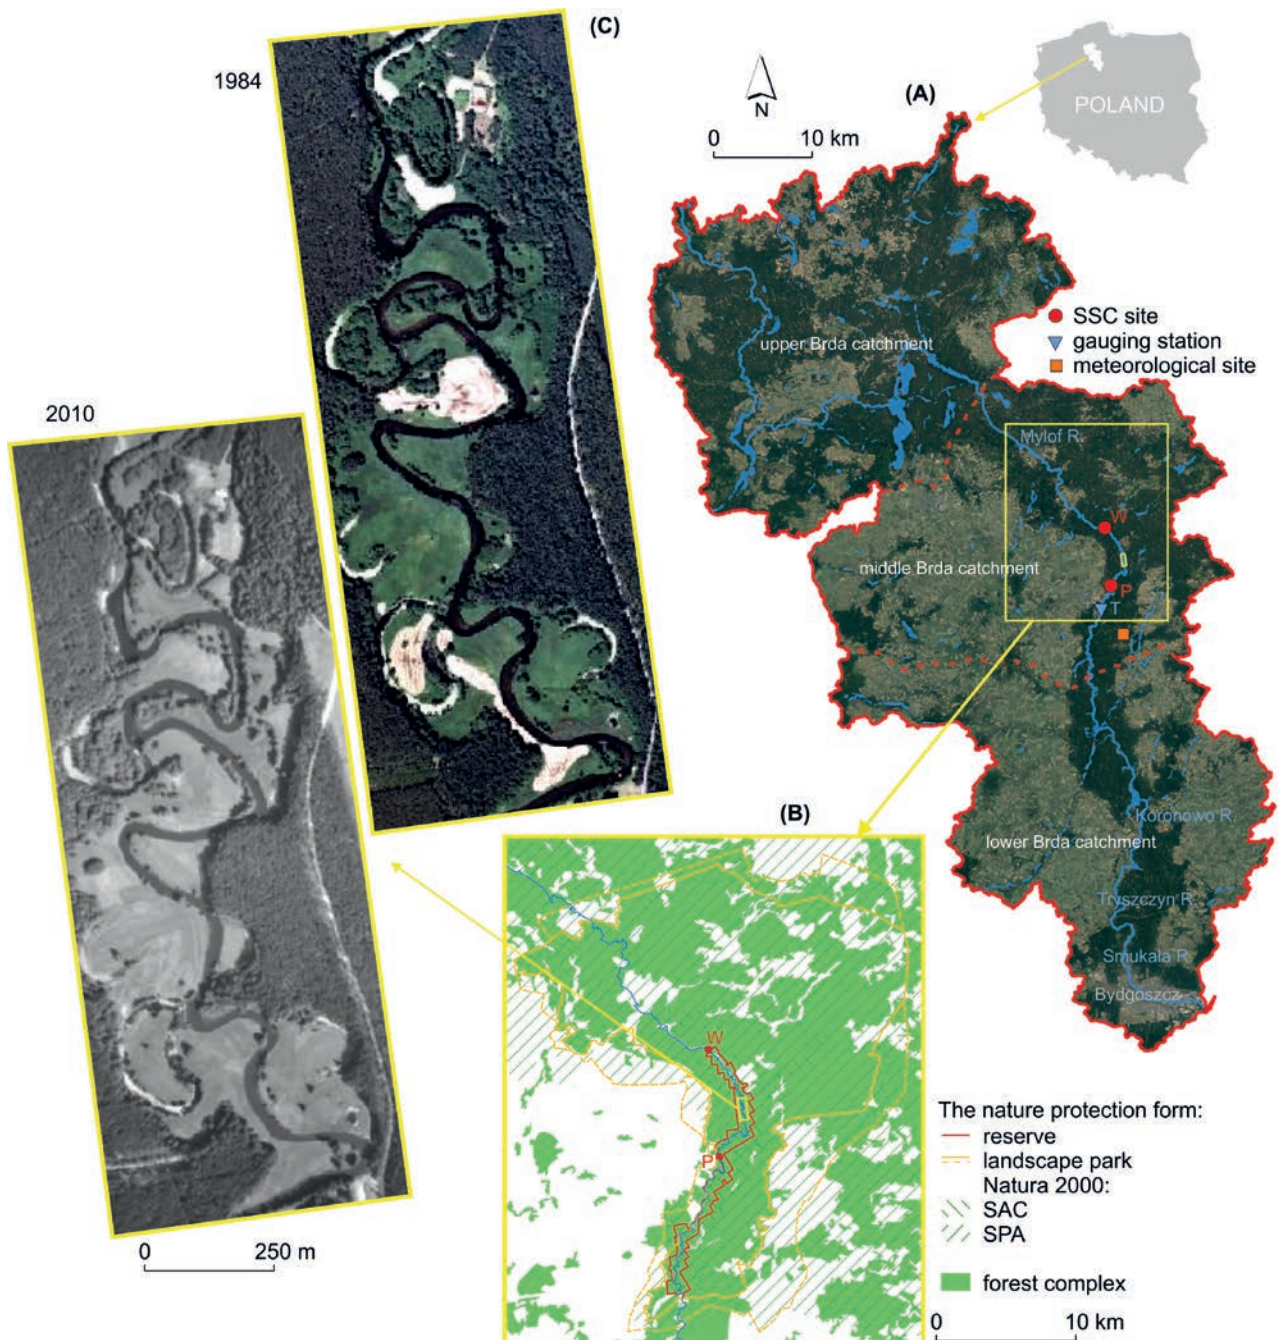 (C)
1984
(A)
POLAND
N
0 10 km
SSC site
gauging station
meteorological site
upper Brda catchment
2010
Mylof R.
W
middle Brda catchment
P
T
Koronowo R.
(B)
lower Brda catchment
Tryszczyn R.
Smukala R.
Bydgoszcz
W
P
The nature protection form:
reserve
landscape park
Natura 2000:
SAC
SPA
forest complex
0 250 m
0 10 km